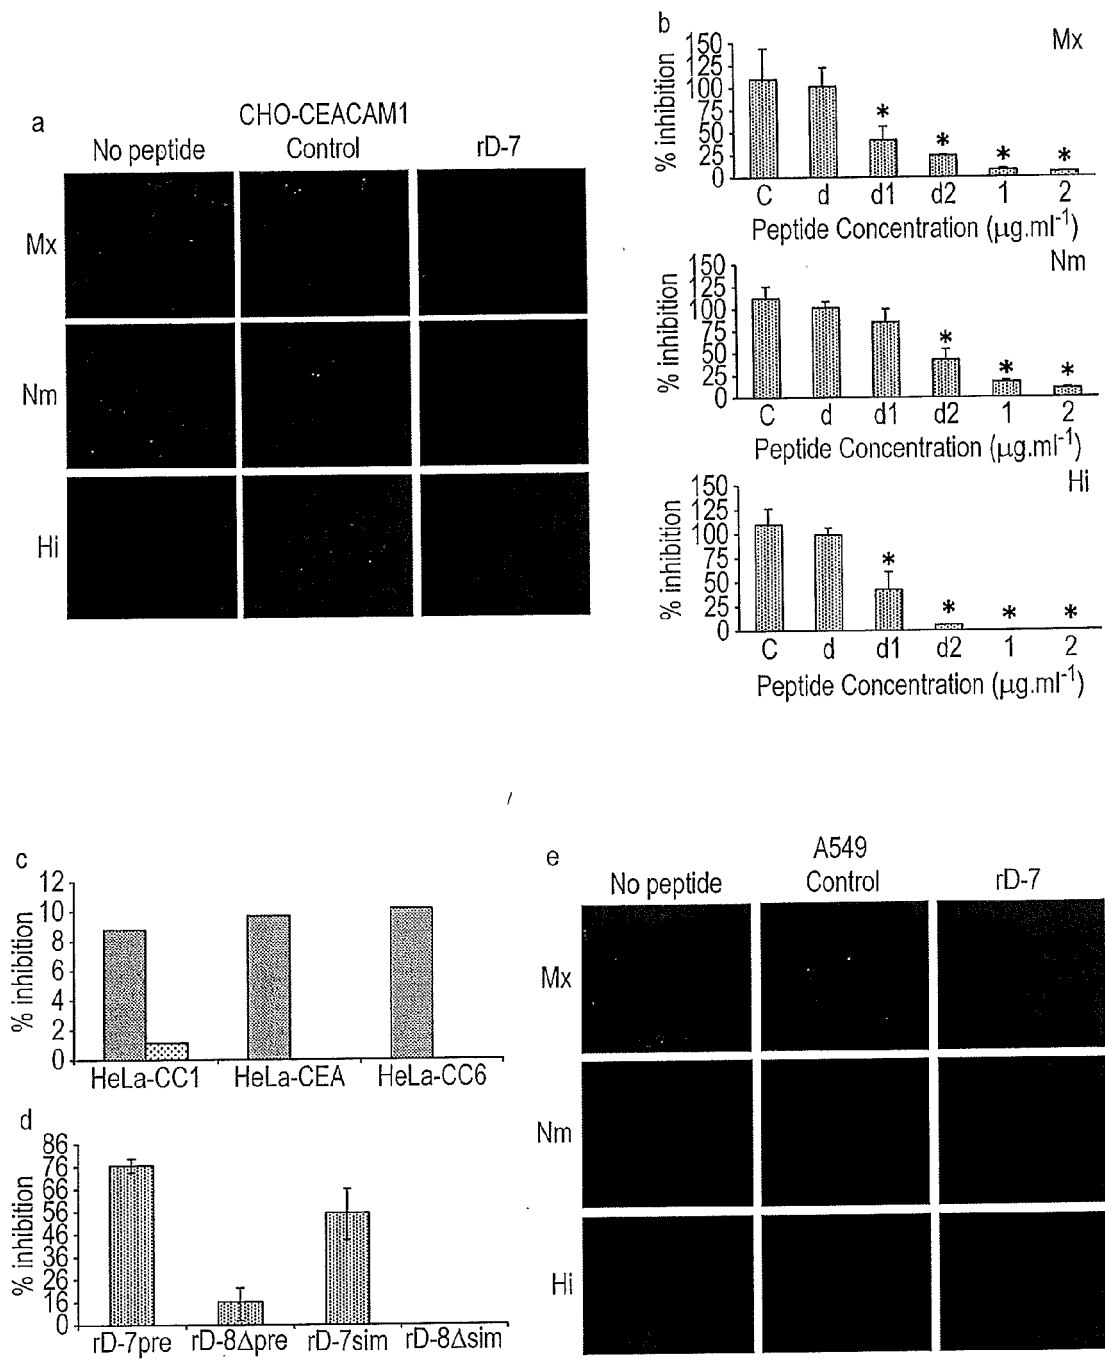 a
CHO-CEACAM1
No peptide Control rD-7
Mx
Nm
Hi
b
Mx
% inhibition
150
125
100
75
50
25
0
* * * *
C d d1 d2 1 2
Peptide Concentration (µg.ml-1)
Nm
% inhibition
150
125
100
75
50
25
0
* * *
C d d1 d2 1 2
Peptide Concentration (µg.ml-1)
Hi
% inhibition
150
125
100
75
50
25
0
* * * *
C d d1 d2 1 2
Peptide Concentration (µg.ml-1)
c
% inhibition
12
10
8
6
4
2
0
HeLa-CC1 HeLa-CEA HeLa-CC6
d
% inhibition
86
76
66
56
46
36
26
16
0
rD-7pre rD-8Δpre rD-7sim rD-8Δsim
e
A549
No peptide Control rD-7
Mx
Nm
Hi